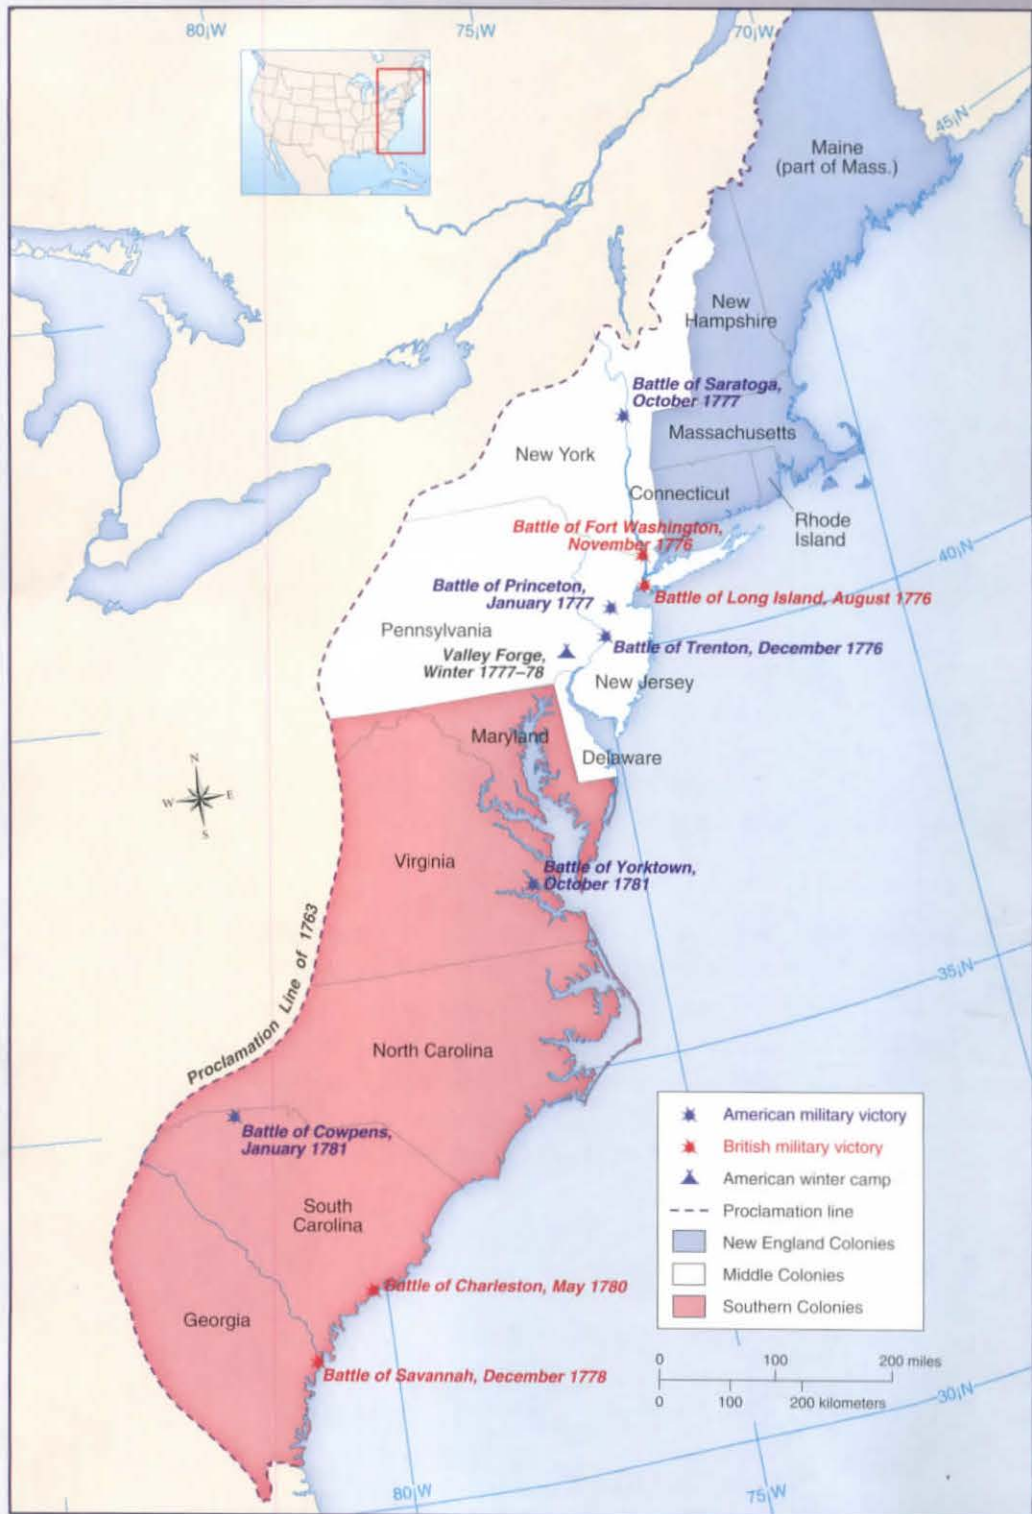 80¡W
75¡W
70¡W
45¡N
Maine
(part of Mass.)
New
Hampshire
Battle of Saratoga,
October 1777
Massachusetts
New York
Connecticut
Rhode
Island
Battle of Fort Washington,
November 1776
40¡N
Battle of Princeton,
January 1777
Battle of Long Island, August 1776
Pennsylvania
Battle of Trenton, December 1776
Valley Forge,
Winter 1777–78
New Jersey
Maryland
Delaware
N
W E
S
Virginia
Battle of Yorktown,
October 1781
Proclamation Line of 1763
35¡N
North Carolina
Battle of Cowpens,
January 1781
South
Carolina
Battle of Charleston, May 1780
Georgia
Battle of Savannah, December 1778
American military victory
British military victory
American winter camp
Proclamation line
New England Colonies
Middle Colonies
Southern Colonies
0 100 200 miles
0 100 200 kilometers
30¡N
80¡W
75¡W